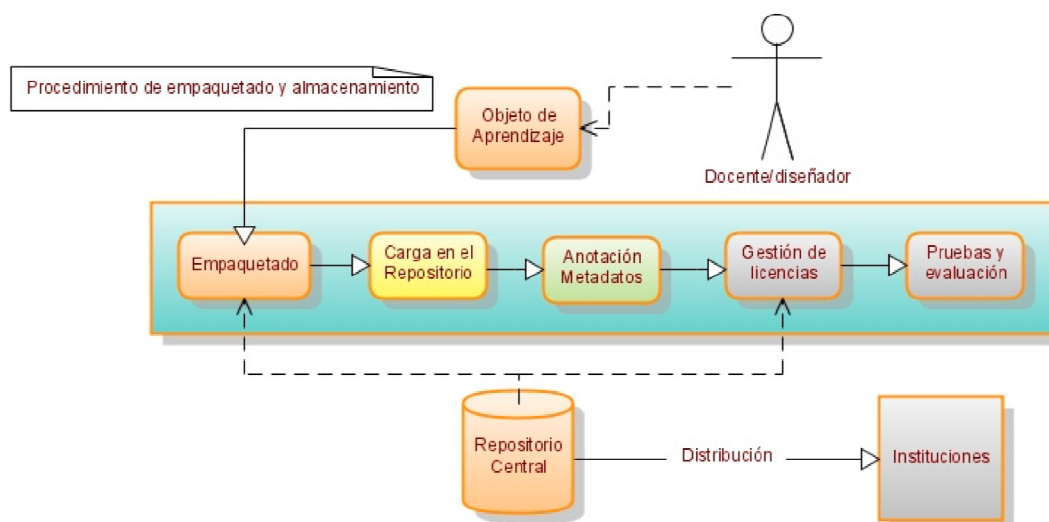 Procedimiento de empaquetado y almacenamiento
Objeto de
Aprendizaje
Docente/diseñador
Empaquetado
Carga en el
Repositorio
Anotación
Metadatos
Gestión de
licencias
Pruebas y
evaluación
Repositorio
Central
Distribución
Instituciones